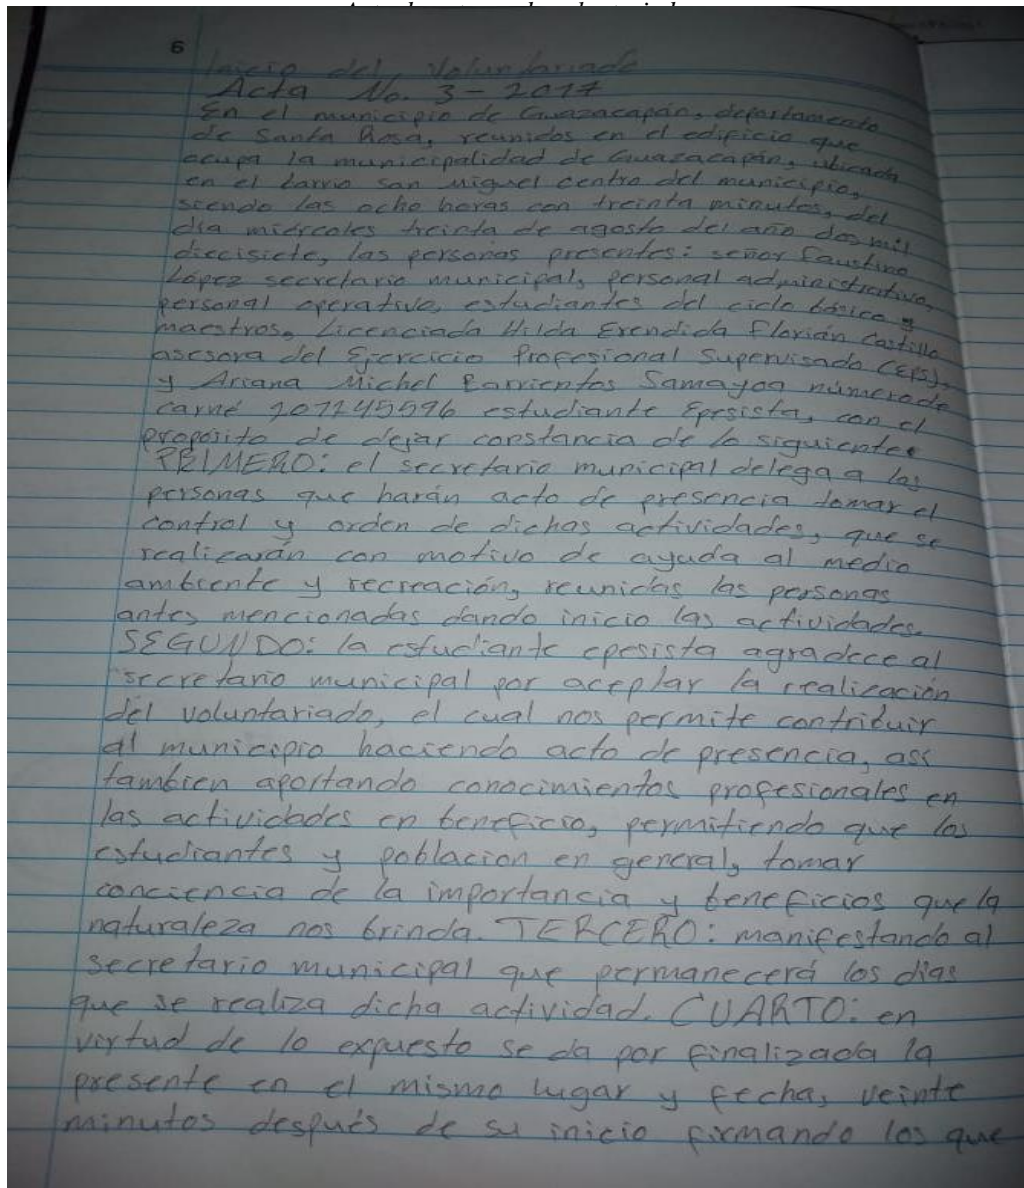 6
Inicio del Voluntariado
Acta No. 3-2017
En el municipio de Guazacapán, departamento
de Santa Rosa, reunidos en el edificio que
ocupa la municipalidad de Guazacapán, ubicada
en el barrio san Miguel centro del municipio,
siendo las ocho horas con treinta minutos, del
día miércoles treinta de agosto del año dos mil
diecisiete, las personas presentes: señor Faustino
López secretario municipal, personal administrativo,
personal operativo, estudiantes del ciclo básico y
maestros. Licenciada Hilda Erendida Florián Castillo
asesora del Ejercicio Profesional Supervisado (EPS),
y Ariana Michel Barrientos Samayoa número de
carné 201245596 estudiante Epesista, con el
propósito de dejar constancia de lo siguiente:
PRIMERO: el secretario municipal delega a las
personas que harán acto de presencia tomar el
control y orden de dichas actividades, que se
realizarán con motivo de ayuda al medio
ambiente y recreación, reunidas las personas
antes mencionadas dando inicio las actividades.
SEGUNDO: la estudiante epesista agradece al
secretario municipal por aceptar la realización
del voluntariado, el cual nos permite contribuir
al municipio haciendo acto de presencia, así
tambien aportando conocimientos profesionales en
las actividades en beneficio, permitiendo que los
estudiantes y poblacion en general, tomar
conciencia de la importancia y beneficios que la
naturaleza nos brinda. TERCERO: manifestando al
secretario municipal que permanecerá los días
que se realiza dicha actividad. CUARTO: en
virtud de lo expuesto se da por finalizada la
presente en el mismo lugar y fecha, veinte
minutos después de su inicio firmando los que